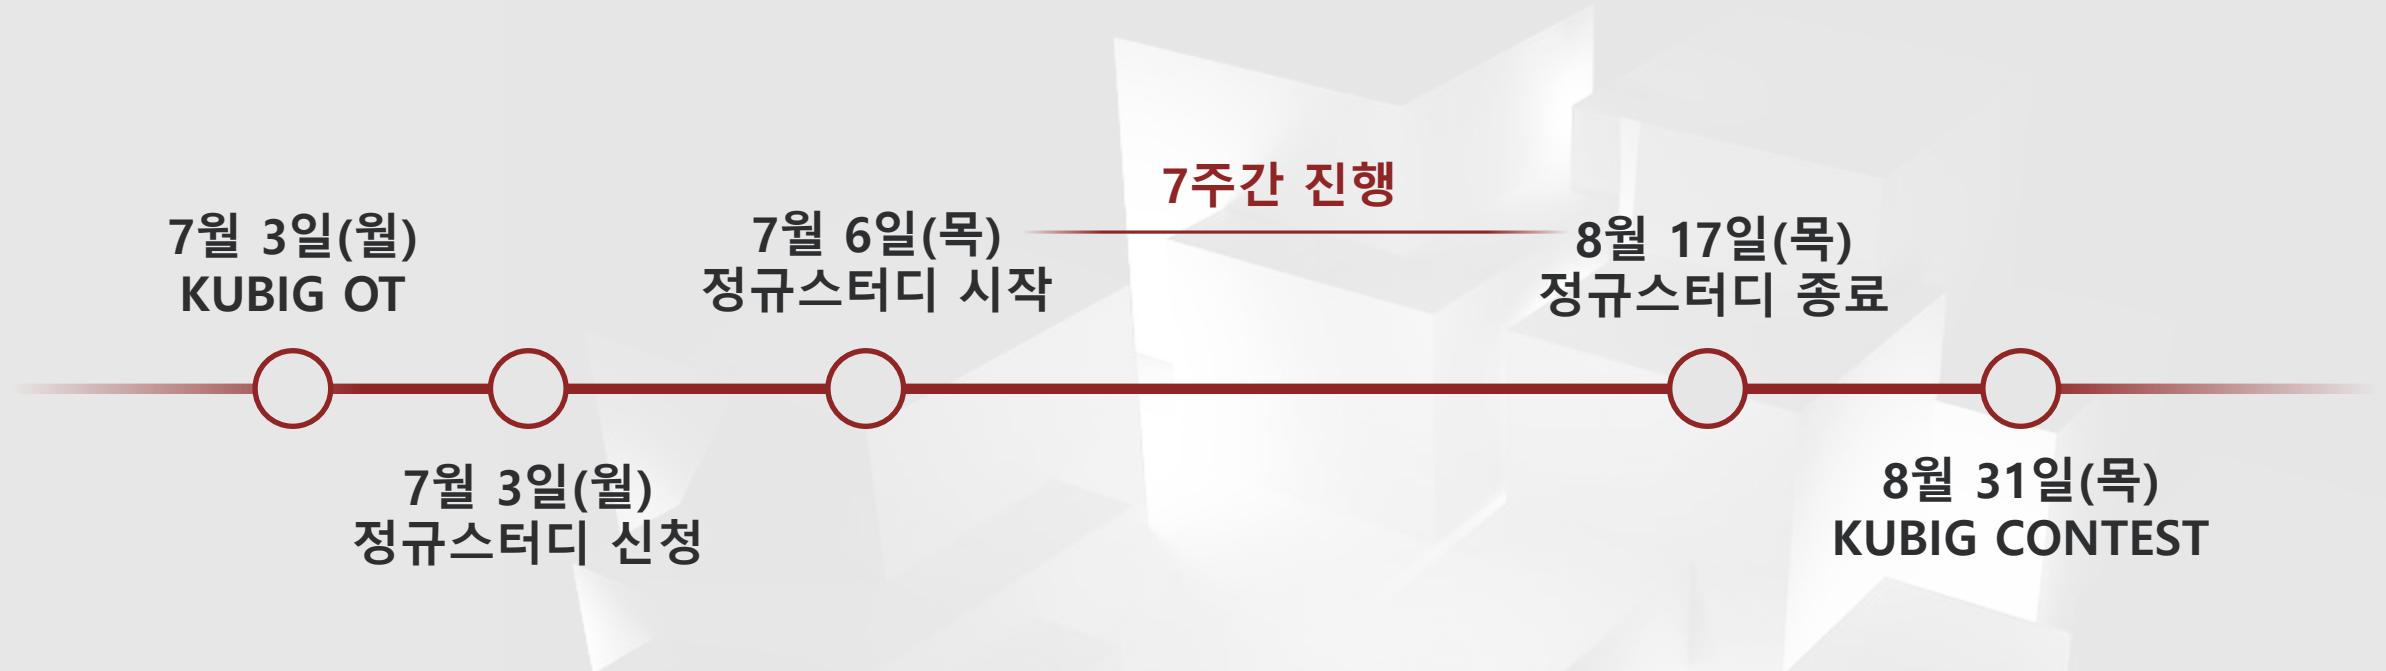 7월 3일(월)
KUBIG OT
7월 3일(월)
정규스터디 신청
7월 6일(목)
정규스터디 시작
7주간 진행
8월 17일(목)
정규스터디 종료
8월 31일(목)
KUBIG CONTEST